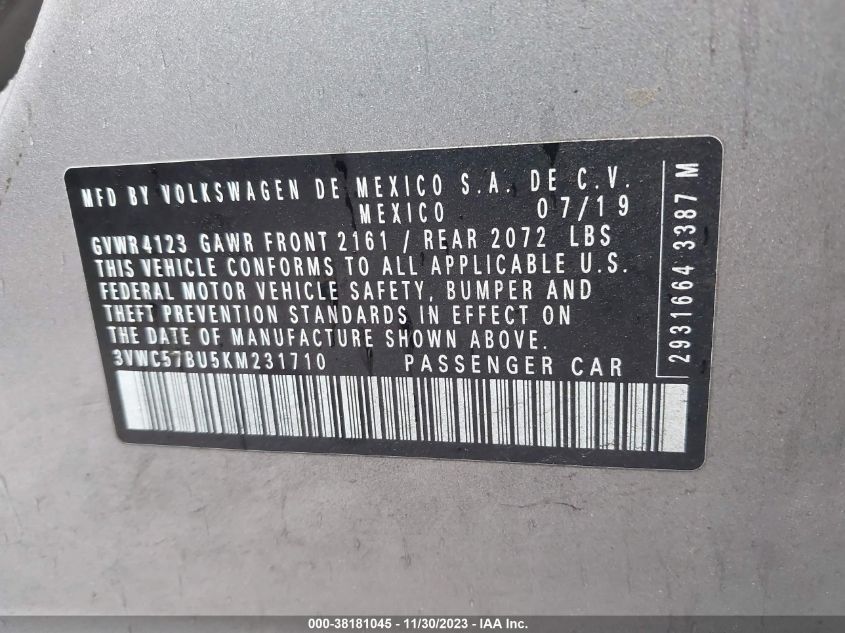 MFD BY VOLKSWAGEN DE MEXICO S.A. DE C.V.
MEXICO 07/19
GVWR 4123 GAWR FRONT 2161 / REAR 2072 LBS
THIS VEHICLE CONFORMS TO ALL APPLICABLE U.S.
FEDERAL MOTOR VEHICLE SAFETY, BUMPER AND
THEFT PREVENTION STANDARDS IN EFFECT ON
THE DATE OF MANUFACTURE SHOWN ABOVE.
3VWC57BU5KM231710 PASSENGER CAR
2931664 3387 M
000-38181045 - 11/30/2023 - IAA Inc.